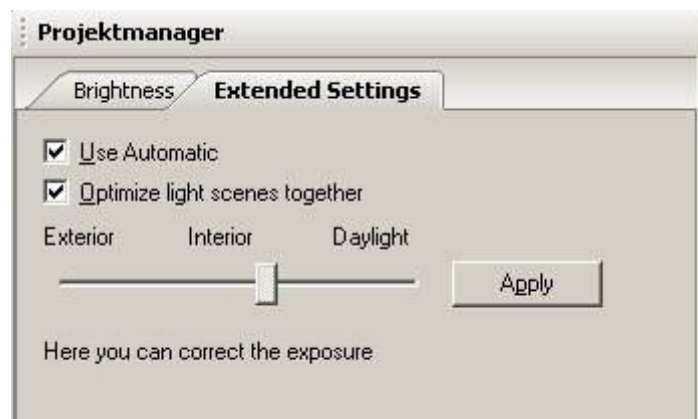 Projektmanager
Brightness Extended Settings
Use Automatic
Optimize light scenes together
Exterior Interior Daylight
Apply
Here you can correct the exposure